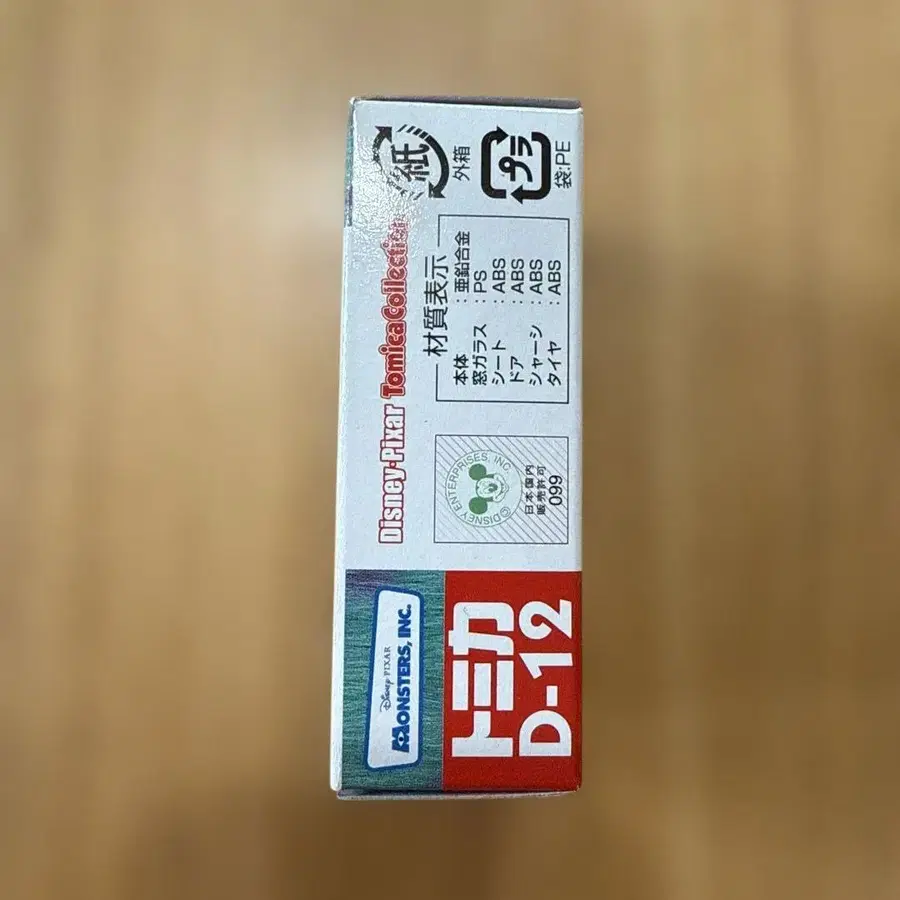 Disney PIXAR
MONSTERS, INC.
トミカ
D-12
Disney・Pixar Tomica Collection
©DISNEY ENTERPRISES, INC.
日本国内
販売許可
099
材質表示
本体 : 亜鉛合金
窓ガラス : PS
シート : ABS
ドア : ABS
シャーシ : ABS
タイヤ : ABS
紙
外箱
プラ
袋:PE